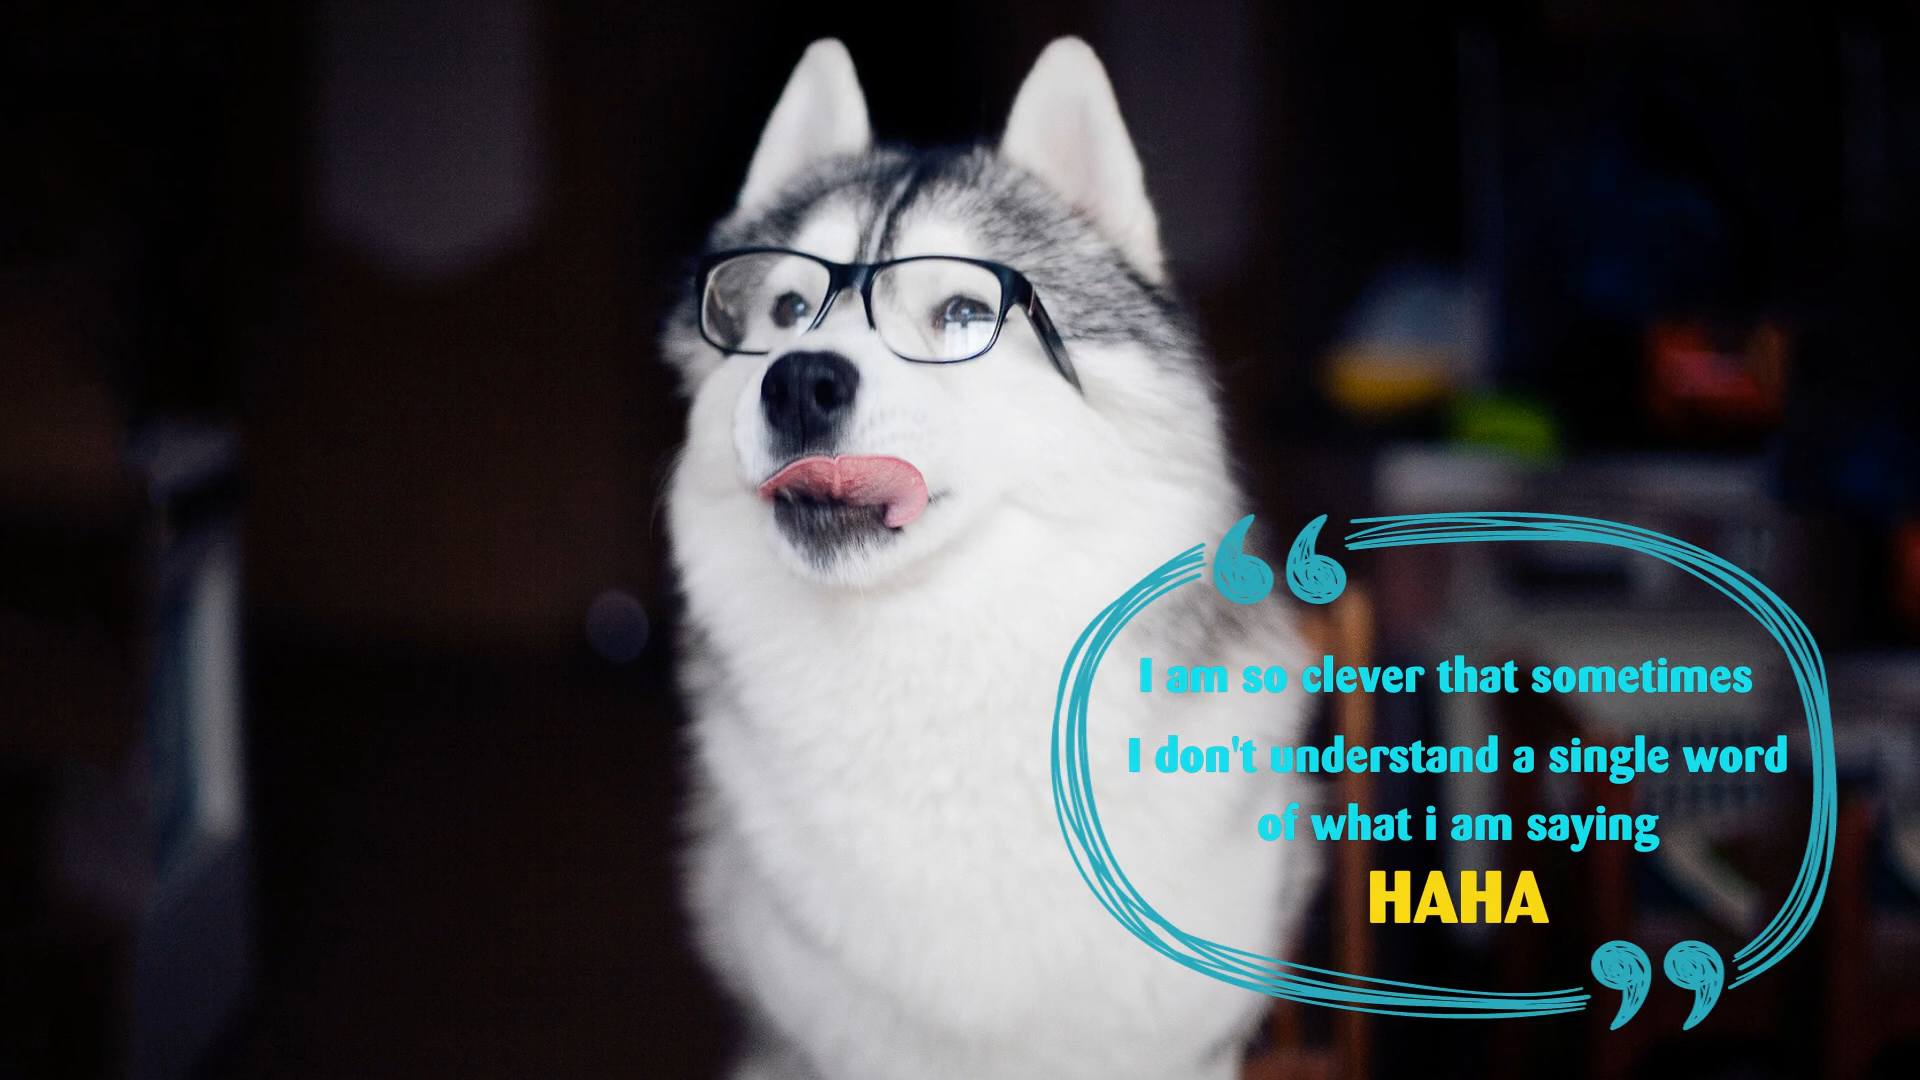 I am so clever that sometimes
I don't understand a single word
of what i am saying
HAHA